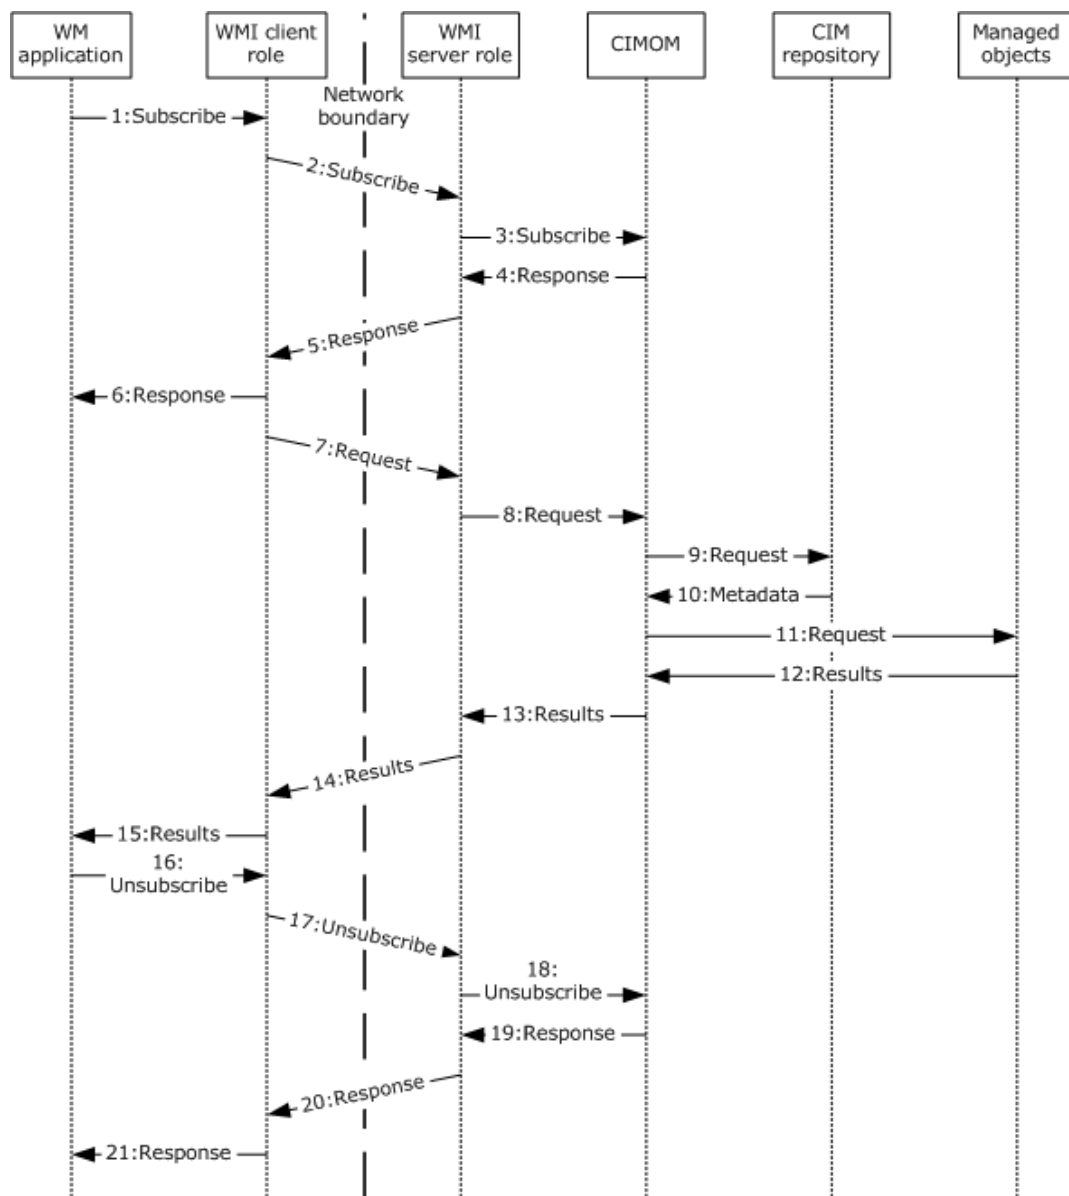 WM
application
WMI client
role
WMI
server role
CIMOM
CIM
repository
Managed
objects
Network
boundary
1:Subscribe
2:Subscribe
3:Subscribe
4:Response
5:Response
6:Response
7:Request
8:Request
9:Request
10:Metadata
11:Request
12:Results
13:Results
14:Results
15:Results
16:
Unsubscribe
17:Unsubscribe
18:
Unsubscribe
19:Response
20:Response
21:Response